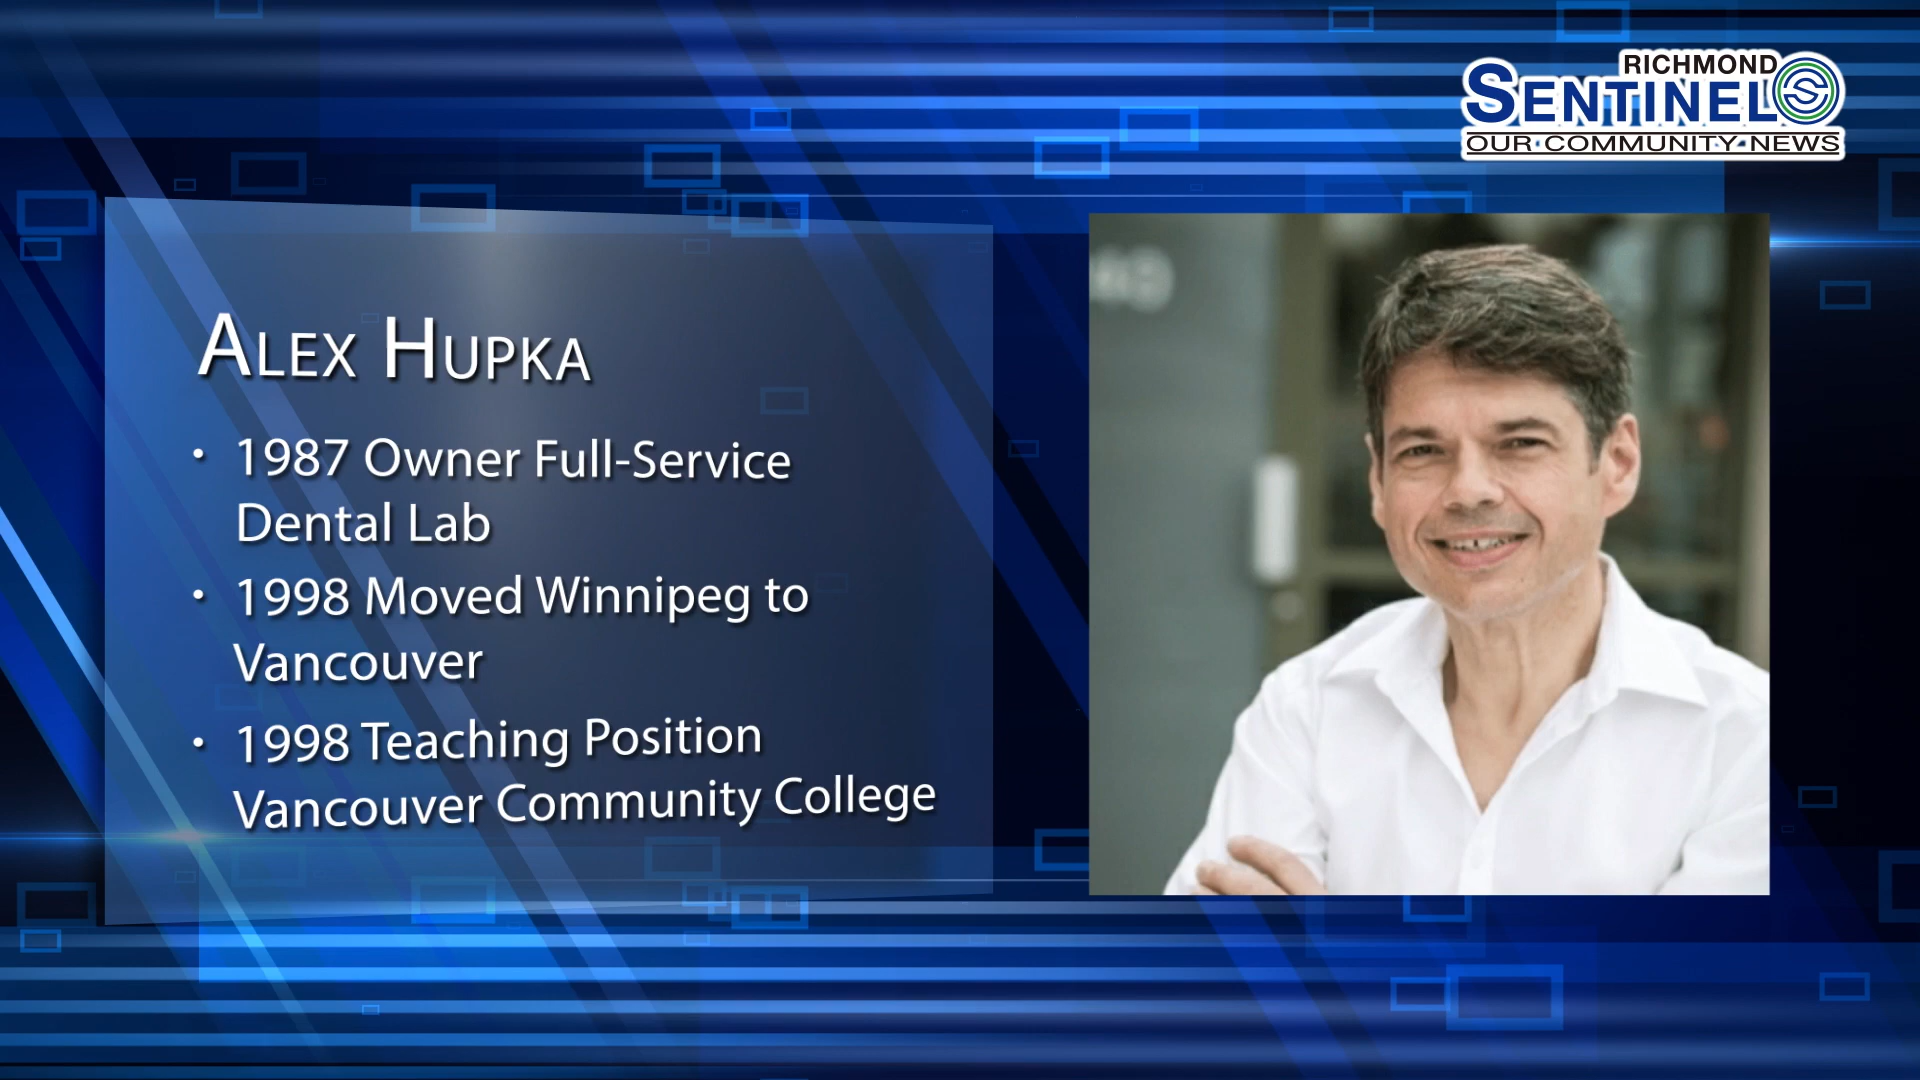 RICHMOND
SENTINEL
OUR COMMUNITY NEWS
ALEX HUPKA
• 1987 Owner Full-Service
Dental Lab
• 1998 Moved Winnipeg to
Vancouver
• 1998 Teaching Position
Vancouver Community College